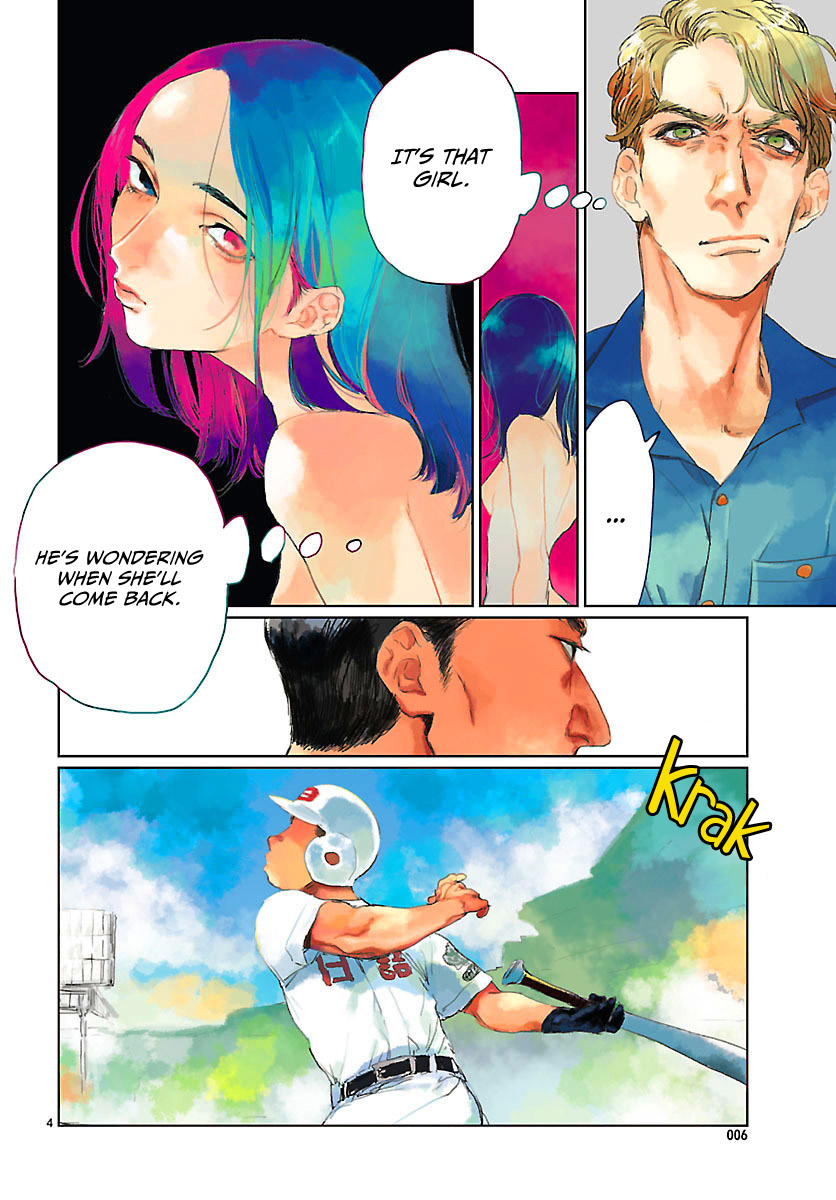 ...
IT'S THAT
GIRL.
HE'S WONDERING
WHEN SHE'LL
COME BACK.
Krak
4
006